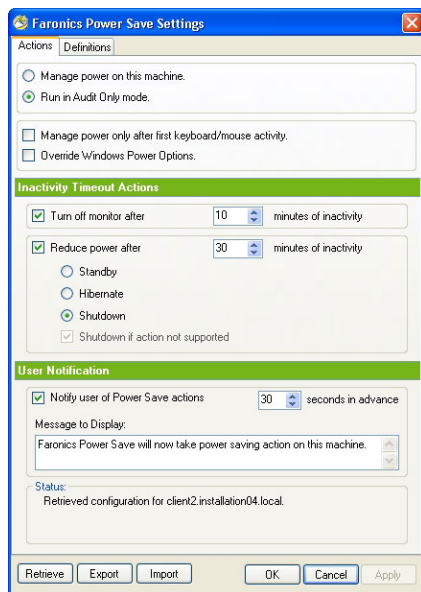 Faronics Power Save Settings
Actions Definitions
Manage power on this machine.
Run in Audit Only mode.
Manage power only after first keyboard/mouse activity.
Override Windows Power Options.
Inactivity Timeout Actions
Turn off monitor after 10 minutes of inactivity
Reduce power after 30 minutes of inactivity
Standby
Hibernate
Shutdown
Shutdown if action not supported
User Notification
Notify user of Power Save actions 30 seconds in advance
Message to Display:
Faronics Power Save will now take power saving action on this machine.
Status:
Retrieved configuration for client2.installation04.local.
Retrieve Export Import OK Cancel Apply